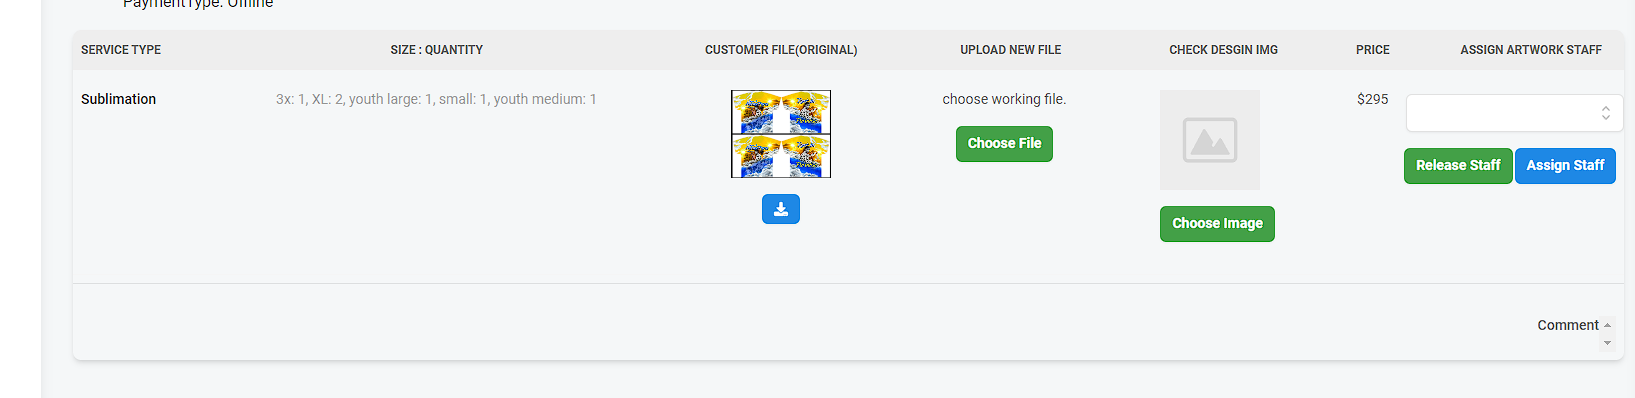 PaymentType: Offline
SERVICE TYPE SIZE : QUANTITY CUSTOMER FILE(ORIGINAL) UPLOAD NEW FILE CHECK DESGIN IMG PRICE ASSIGN ARTWORK STAFF
Sublimation 3x: 1, XL: 2, youth large: 1, small: 1, youth medium: 1 choose working file. $295
Choose File
Release Staff Assign Staff
Choose Image
Comment